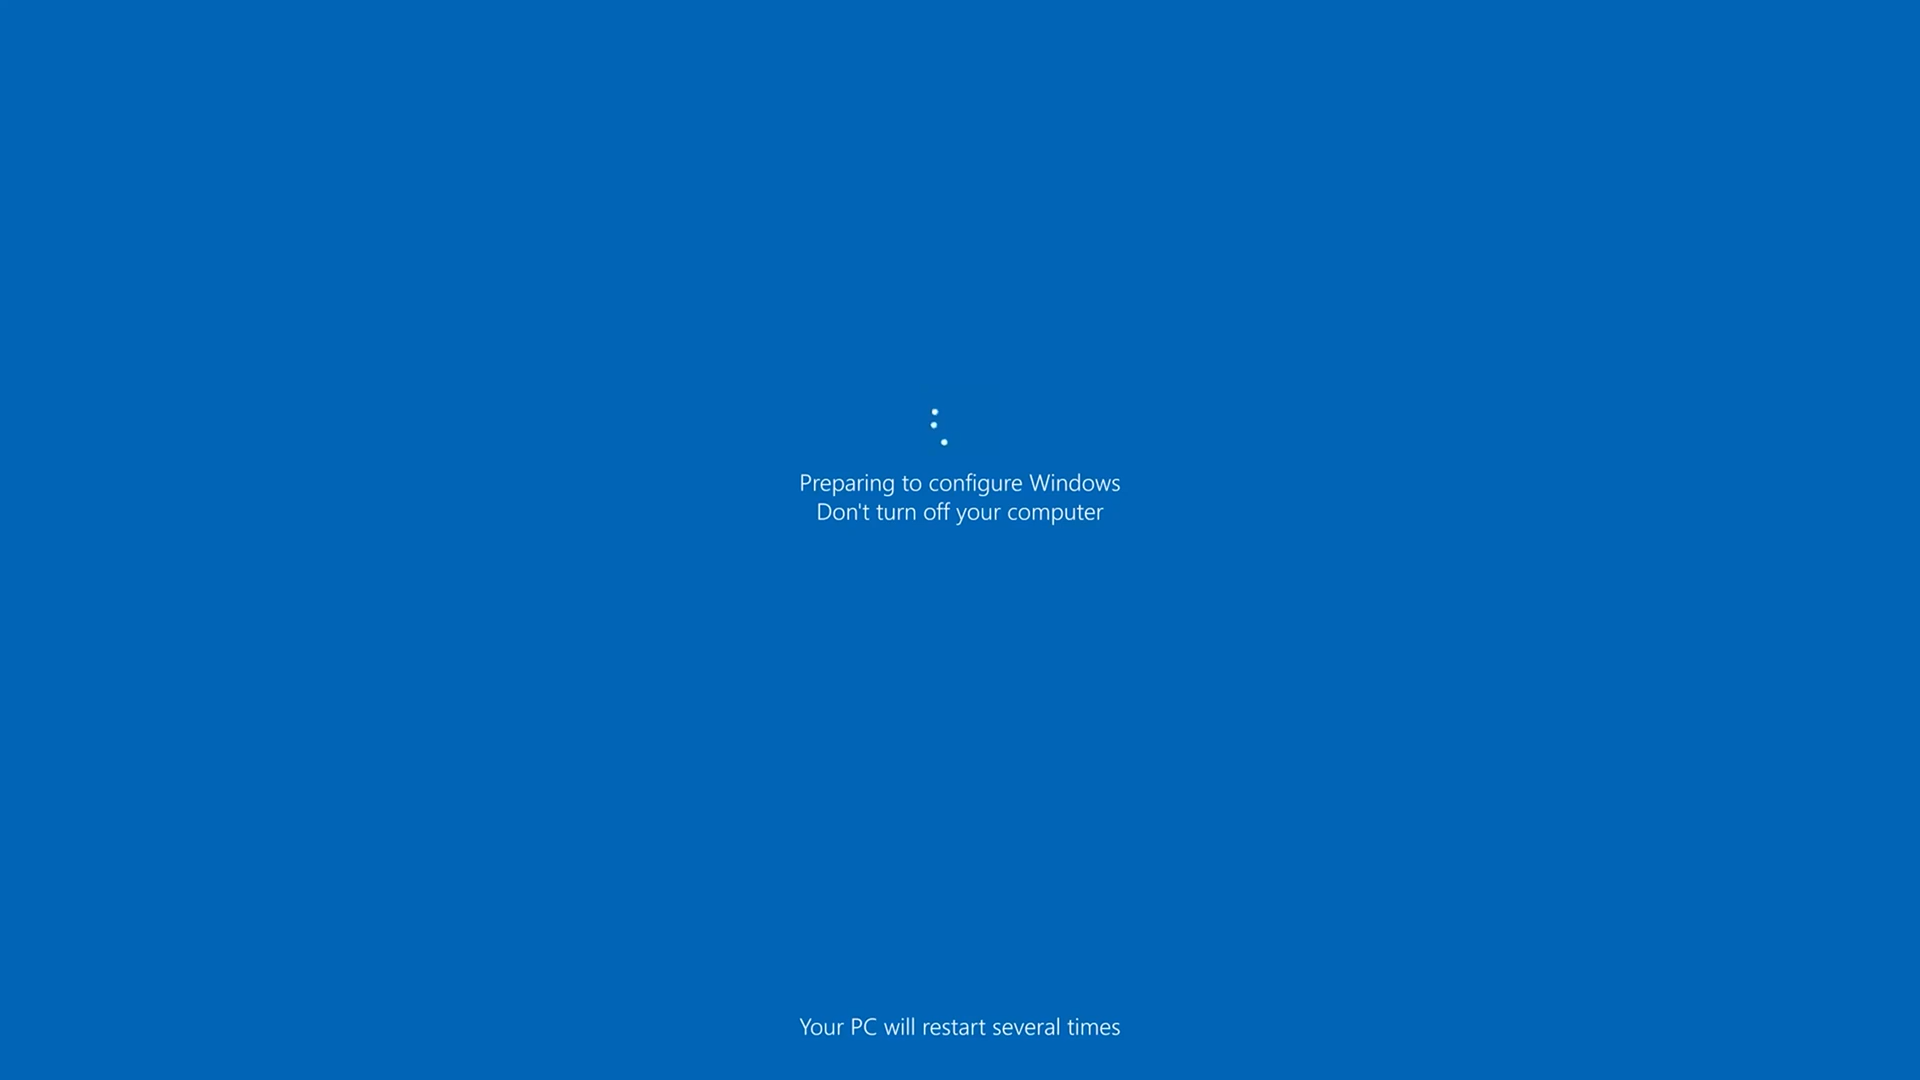 Preparing to configure Windows
Don't turn off your computer
Your PC will restart several times